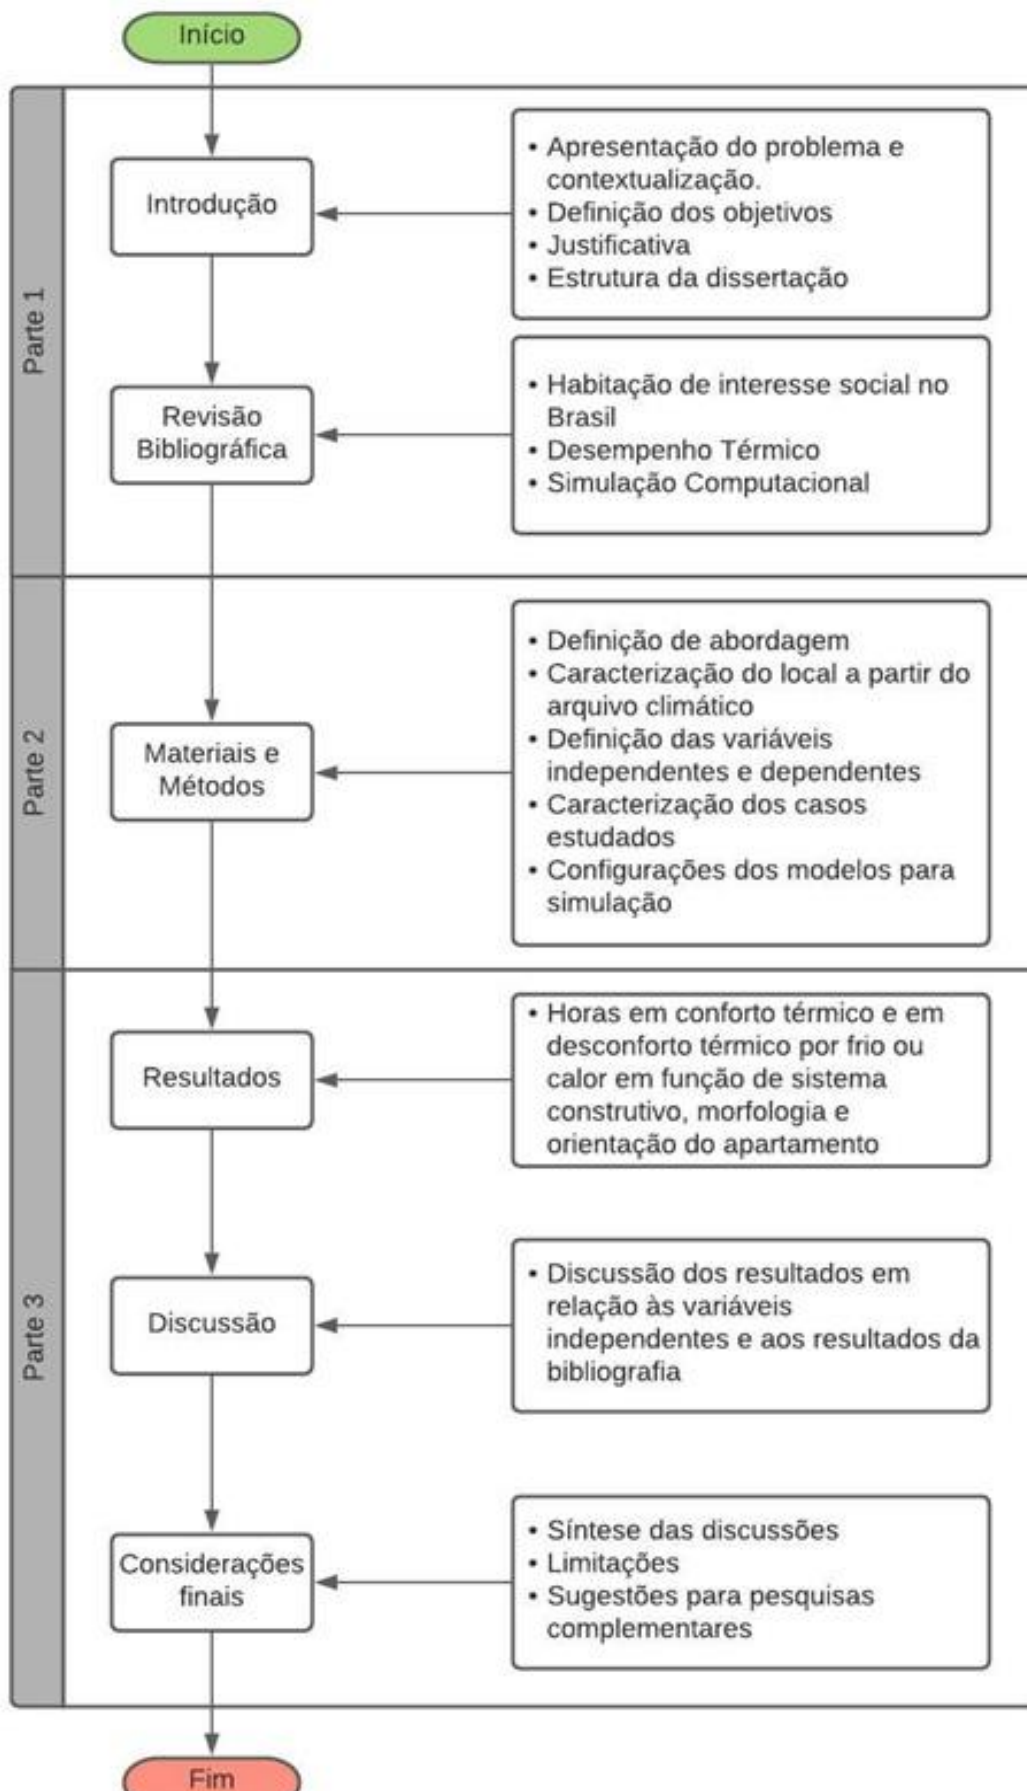 Início
Parte 1
Introdução
• Apresentação do problema e
contextualização.
• Definição dos objetivos
• Justificativa
• Estrutura da dissertação
Revisão
Bibliográfica
• Habitação de interesse social no
Brasil
• Desempenho Térmico
• Simulação Computacional
Parte 2
Materiais e
Métodos
• Definição de abordagem
• Caracterização do local a partir do
arquivo climático
• Definição das variáveis
independentes e dependentes
• Caracterização dos casos
estudados
• Configurações dos modelos para
simulação
Parte 3
Resultados
• Horas em conforto térmico e em
desconforto térmico por frio ou
calor em função de sistema
construtivo, morfologia e
orientação do apartamento
Discussão
• Discussão dos resultados em
relação às variáveis
independentes e aos resultados da
bibliografia
Considerações
finais
• Síntese das discussões
• Limitações
• Sugestões para pesquisas
complementares
Fim